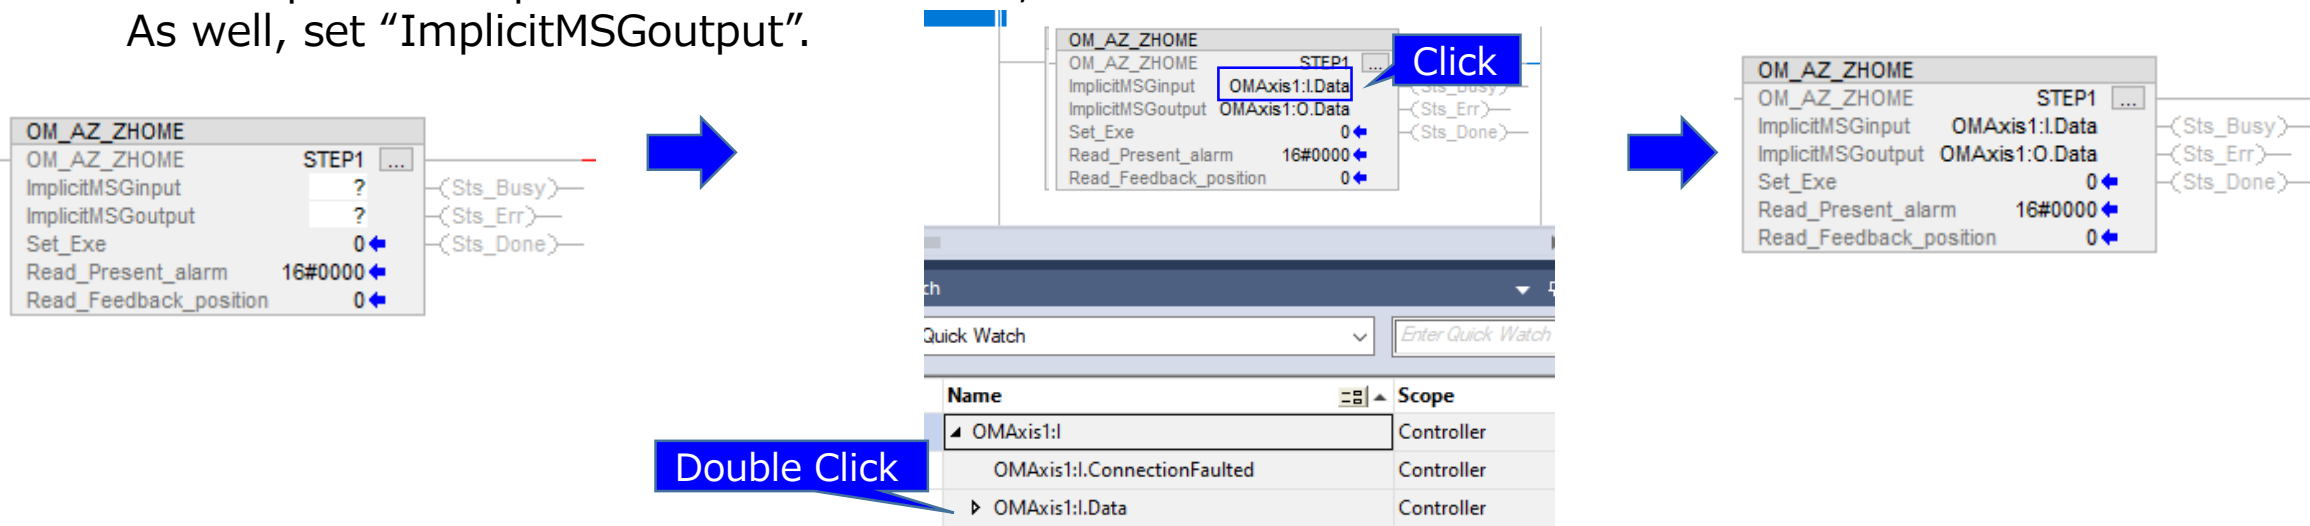 As well, set “ImplicitMSGoutput”.
OM_AZ_ZHOME
OM_AZ_ZHOME STEP1 ...
ImplicitMSGinput ? (Sts_Busy)
ImplicitMSGoutput ? (Sts_Err)
Set_Exe 0 (Sts_Done)
Read_Present_alarm 16#0000
Read_Feedback_position 0
OM_AZ_ZHOME
OM_AZ_ZHOME STEP1 ...
Click
ImplicitMSGinput OMAxis1:I.Data (Sts_Busy)
ImplicitMSGoutput OMAxis1:O.Data (Sts_Err)
Set_Exe 0 (Sts_Done)
Read_Present_alarm 16#0000
Read_Feedback_position 0
Quick Watch Enter Quick Watch
Name Scope
OMAxis1:I Controller
Double Click
OMAxis1:I.ConnectionFaulted Controller
OMAxis1:I.Data Controller
OM_AZ_ZHOME
OM_AZ_ZHOME STEP1 ...
ImplicitMSGinput OMAxis1:I.Data (Sts_Busy)
ImplicitMSGoutput OMAxis1:O.Data (Sts_Err)
Set_Exe 0 (Sts_Done)
Read_Present_alarm 16#0000
Read_Feedback_position 0